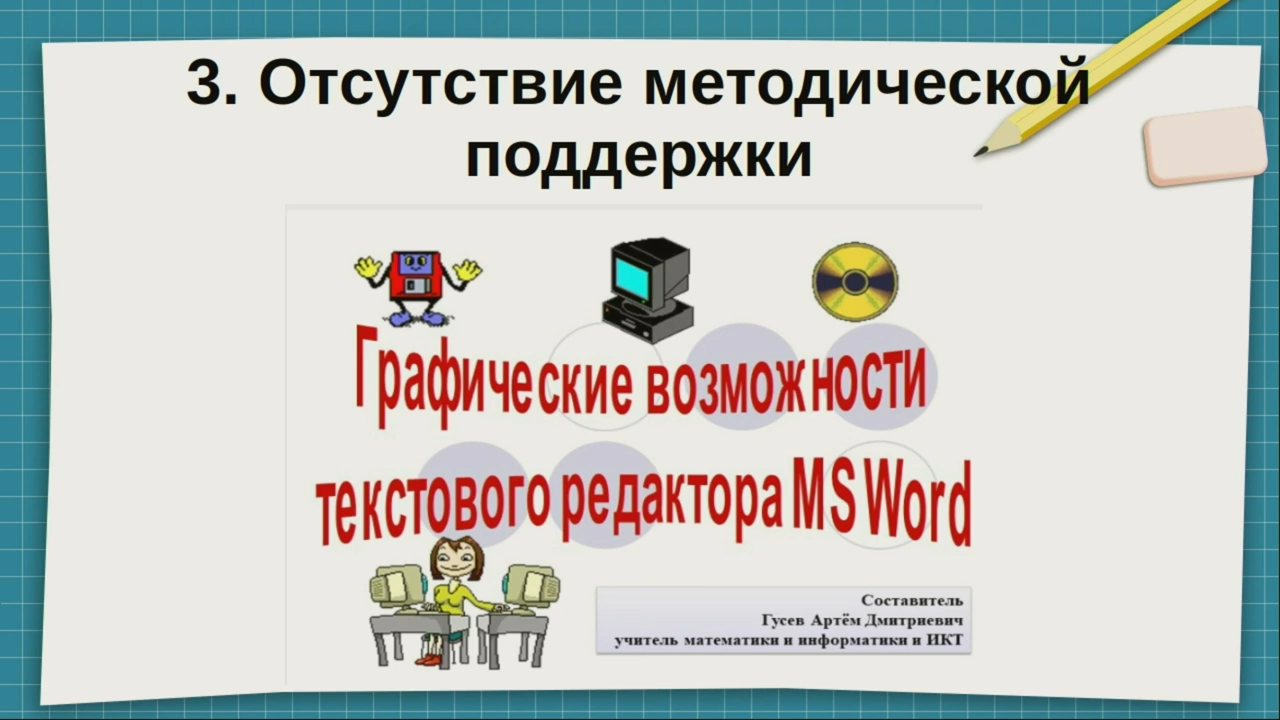 3. Отсутствие методической
поддержки
Графические возможности
текстового редактора MS Word
Составитель
Гусев Артём Дмитриевич
учитель математики и информатики и ИКТ